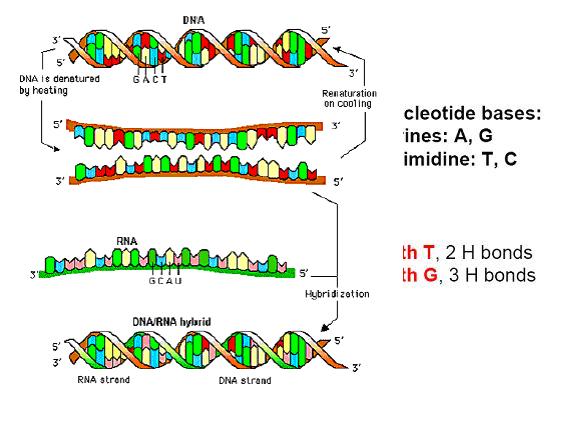 DNA
5'
3'
5'
3'
G A C T
DNA is denatured
by heating
Renaturation
on cooling
5'
3'
3'
5'
cleotide bases:
ines: A, G
imidine: T, C
RNA
3'
5'
G C A U
th T, 2 H bonds
th G, 3 H bonds
Hybridization
DNA/RNA hybrid
5'
5'
3'
3'
RNA strand
DNA strand